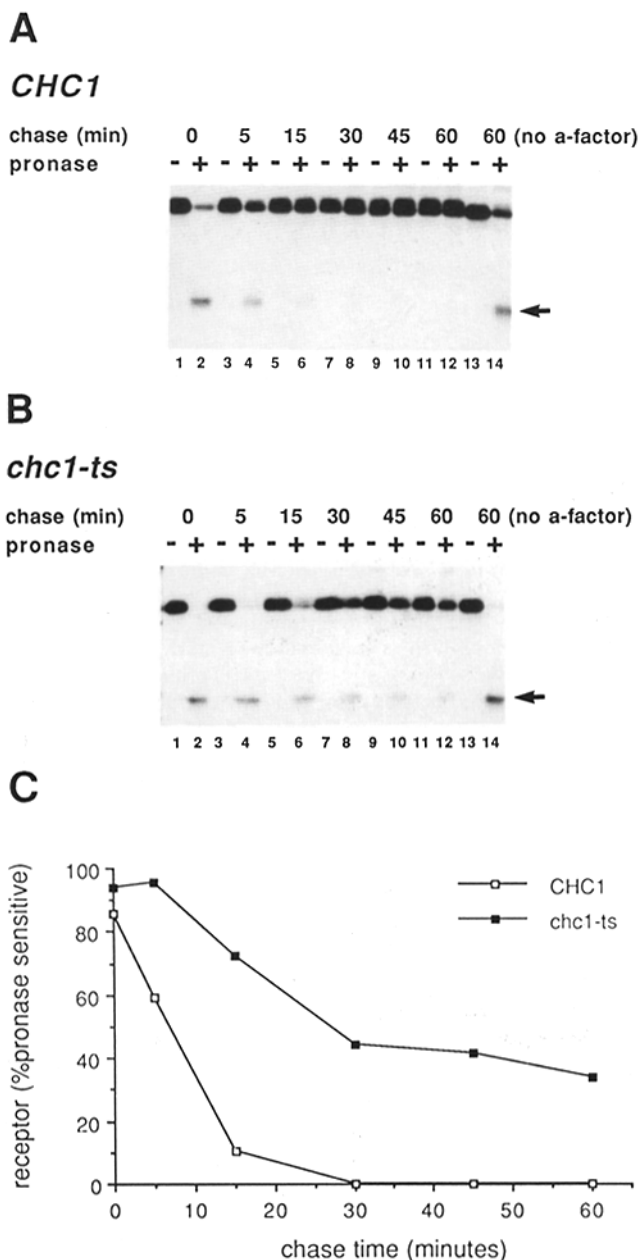 A
CHC1
chase (min) 0 5 15 30 45 60 60 (no a-factor)
pronase - + - + - + - + - + - + - +
1 2 3 4 5 6 7 8 9 10 11 12 13 14
B
chc1-ts
chase (min) 0 5 15 30 45 60 60 (no a-factor)
pronase - + - + - + - + - + - + - +
1 2 3 4 5 6 7 8 9 10 11 12 13 14
C
100
80
60
40
20
0
receptor (%pronase sensitive)
CHC1
chc1-ts
0 10 20 30 40 50 60
chase time (minutes)